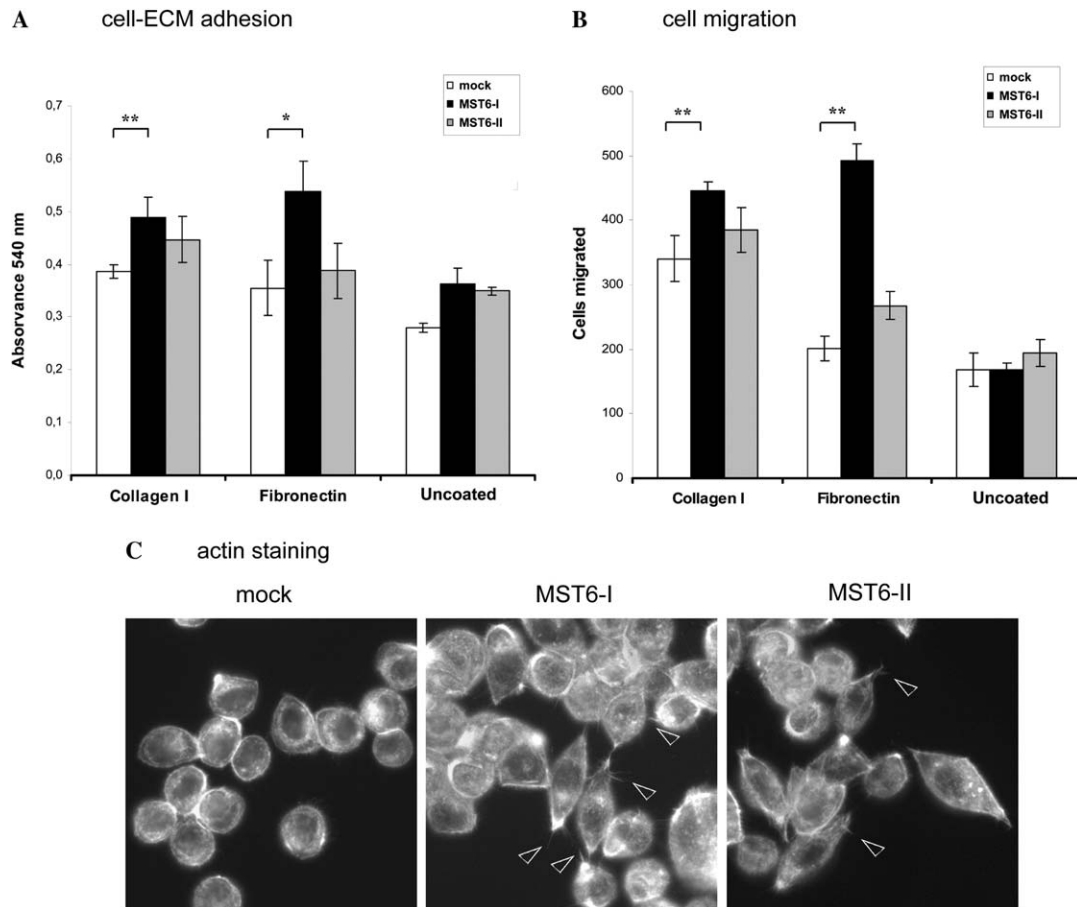 A cell-ECM adhesion
mock
MST6-I
MST6-II
Absorvance 540 nm
0,7
0,6
0,5
0,4
0,3
0,2
0,1
0,0
**
*
Collagen I Fibronectin Uncoated
B cell migration
mock
MST6-I
MST6-II
Cells migrated
600
500
400
300
200
100
0
**
**
Collagen I Fibronectin Uncoated
C actin staining
mock MST6-I MST6-II